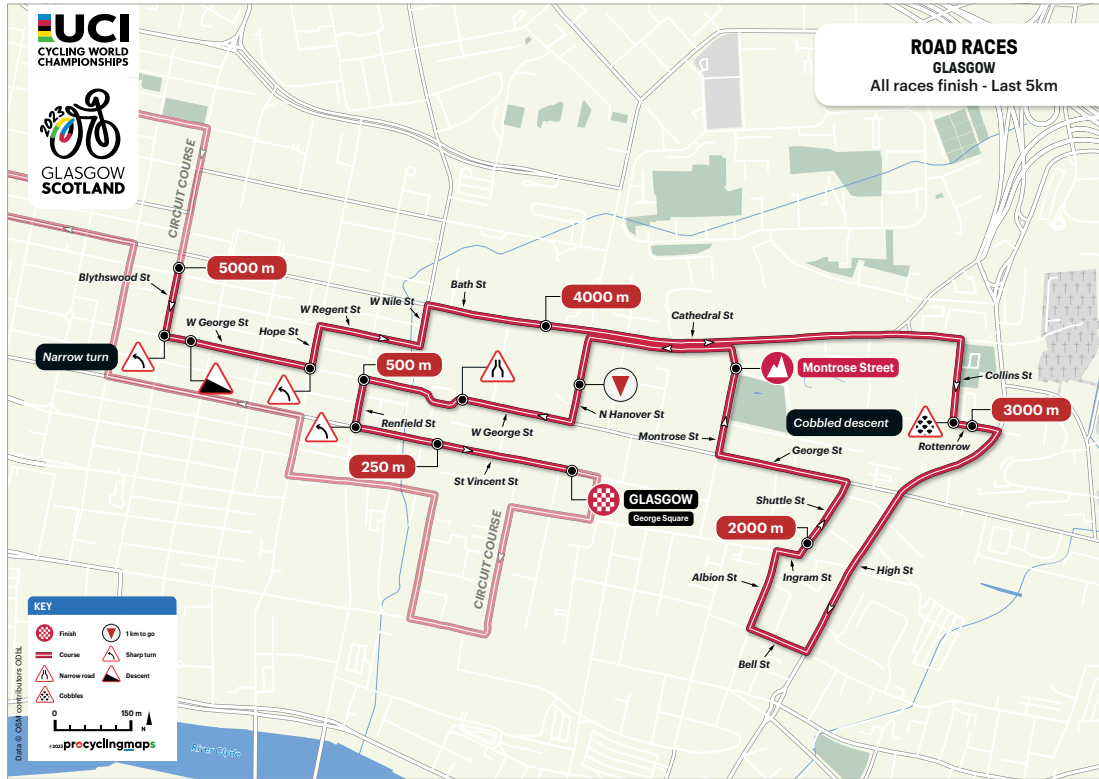 UCI
CYCLING WORLD
CHAMPIONSHIPS
2023
GLASGOW
SCOTLAND
ROAD RACES
GLASGOW
All races finish - Last 5km
CIRCUIT COURSE
Blythswood St
5000 m
W George St
Hope St
W Regent St
W Nile St
Bath St
4000 m
Cathedral St
Narrow turn
500 m
Montrose Street
Collins St
N Hanover St
Renfield St
W George St
Cobbled descent
3000 m
Rottenrow
Montrose St
George St
250 m
St Vincent St
GLASGOW
George Square
Shuttle St
2000 m
Ingram St
High St
Albion St
Bell St
CIRCUIT COURSE
KEY
Finish
1 km to go
Course
Sharp turn
Narrow road
Descent
Cobbles
0 150 m
N
©2023 procyclingmaps
Data @ OSM contributors ODbL
River Clyde